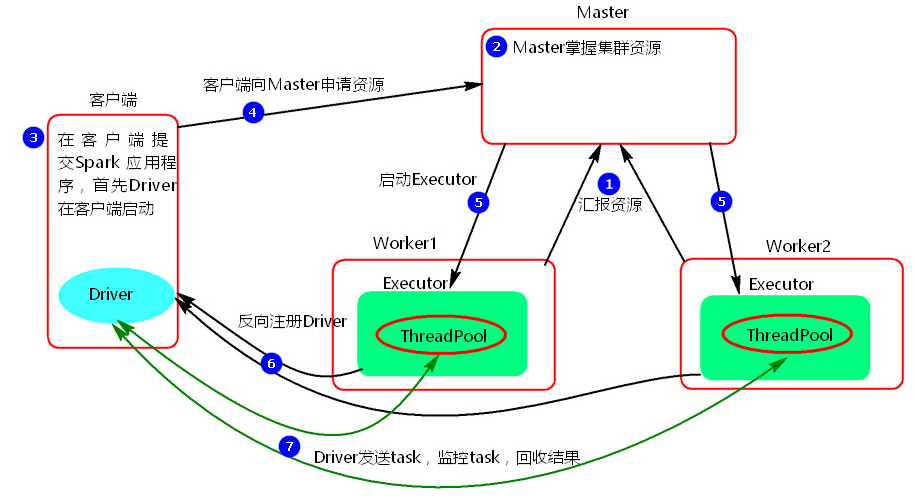 Master
2 Master掌握集群资源
客户端向Master申请资源
4
客户端
3 在客户端提
交Spark 应用程
序，首先Driver
在客户端启动
启动Executor
5
1
汇报资源
5
Worker1
Worker2
Executor
Executor
Driver
反向注册Driver
ThreadPool
ThreadPool
6
7 Driver发送task，监控task，回收结果